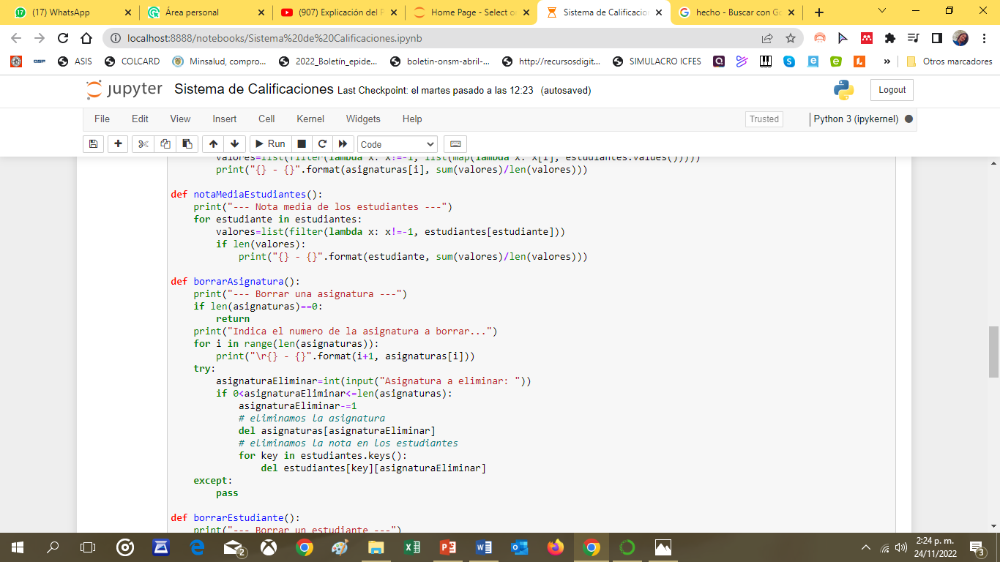 (17) WhatsApp
Área personal
(907) Explicación del P
Home Page - Select o
Sistema de Calificacio
hecho - Buscar con Go
localhost:8888/notebooks/Sistema%20de%20Calificaciones.ipynb
ASIS
COLCARD
Minsalud, compro...
2022_Boletín_epide...
boletin-onsm-abril-...
http://recursosdigit...
SIMULACRO ICFES
»
Otros marcadores
jupyter Sistema de Calificaciones Last Checkpoint: el martes pasado a las 12:23 (autosaved)
Logout
File Edit View Insert Cell Kernel Widgets Help
Trusted
Python 3 (ipykernel)
Run
Code
valores=list(filter(lambda x: x!=-1, list(map(lambda x: x[i], estudiantes.values()))))
print("{} - {}".format(asignaturas[i], sum(valores)/len(valores)))
def notaMediaEstudiantes():
print("--- Nota media de los estudiantes ---")
for estudiante in estudiantes:
valores=list(filter(lambda x: x!=-1, estudiantes[estudiante]))
if len(valores):
print("{} - {}".format(estudiante, sum(valores)/len(valores)))
def borrarAsignatura():
print("--- Borrar una asignatura ---")
if len(asignaturas)==0:
return
print("Indica el numero de la asignatura a borrar...")
for i in range(len(asignaturas)):
print("\r{} - {}".format(i+1, asignaturas[i]))
try:
asignaturaEliminar=int(input("Asignatura a eliminar: "))
if 0<asignaturaEliminar<=len(asignaturas):
asignaturaEliminar-=1
# eliminamos la asignatura
del asignaturas[asignaturaEliminar]
# eliminamos la nota en los estudiantes
for key in estudiantes.keys():
del estudiantes[key][asignaturaEliminar]
except:
pass
def borrarEstudiante():
print("--- Borrar un estudiante ---")
2
2:24 p. m.
24/11/2022
3